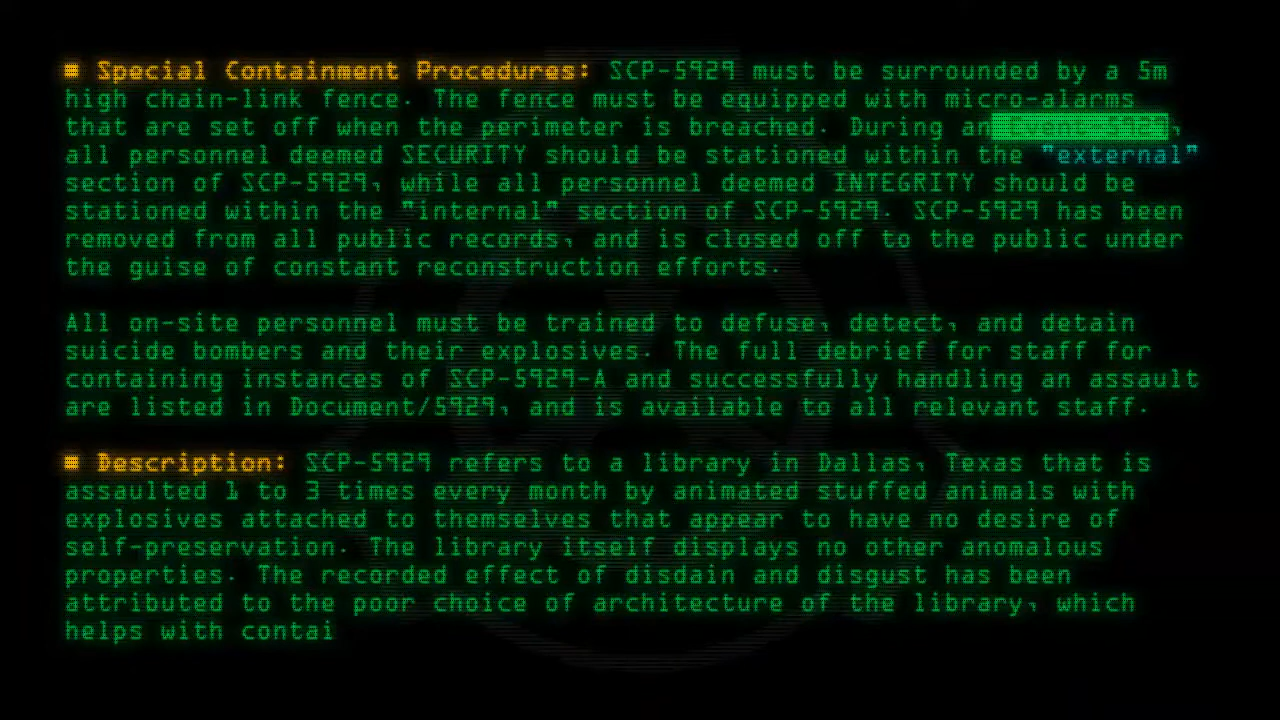 ■ Special Containment Procedures: SCP-5929 must be surrounded by a 5m
high chain-link fence. The fence must be equipped with micro-alarms
that are set off when the perimeter is breached. During an Event-5929,
all personnel deemed SECURITY should be stationed within the "external"
section of SCP-5929, while all personnel deemed INTEGRITY should be
stationed within the "internal" section of SCP-5929. SCP-5929 has been
removed from all public records, and is closed off to the public under
the guise of constant reconstruction efforts.
All on-site personnel must be trained to defuse, detect, and detain
suicide bombers and their explosives. The full debrief for staff for
containing instances of SCP-5929-A and successfully handling an assault
are listed in Document/5929, and is available to all relevant staff.
■ Description: SCP-5929 refers to a library in Dallas, Texas that is
assaulted 1 to 3 times every month by animated stuffed animals with
explosives attached to themselves that appear to have no desire of
self-preservation. The library itself displays no other anomalous
properties. The recorded effect of disdain and disgust has been
attributed to the poor choice of architecture of the library, which
helps with contai